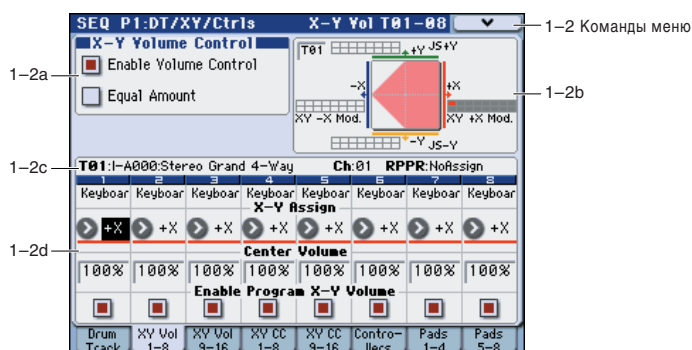 SEQ P1:DT/XY/Ctrls X-Y Vol T01-08
1–2 Команды меню
X-Y Volume Control
Enable Volume Control
Equal Amount
1–2a
T01
+Y JS+Y
-X
+X
XY -X Mod.
XY +X Mod.
-Y JS-Y
1–2b
1–2c
T01:I-A000:Stereo Grand 4-Way Ch:01 RPPR:NoAssign
1 2 3 4 5 6 7 8
Keyboar Keyboar Keyboar Keyboar Keyboar Keyboar Keyboar Keyboar
X-Y Assign
+X +X +X +X +X +X +X +X
1–2d
Center Volume
100% 100% 100% 100% 100% 100% 100% 100%
Enable Program X-Y Volume
Drum Track XY Vol 1-8 XY Vol 9-16 XY CC 1-8 XY CC 9-16 Contro-llers Pads 1-4 Pads 5-8